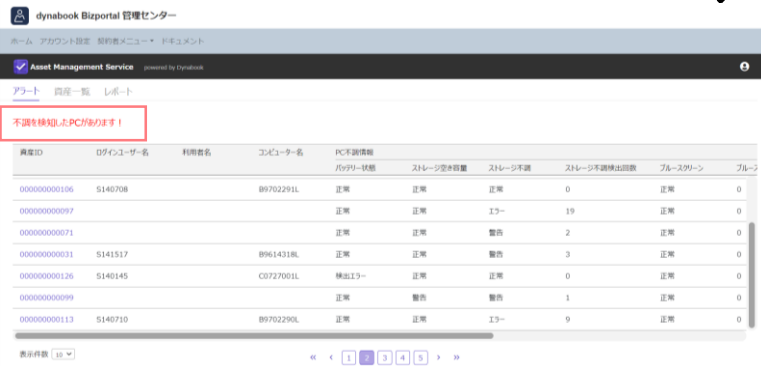 dynabook Bizportal 管理センター
ホーム アカウント設定 契約者メニュー▼ ドキュメント
Asset Management Service powered by Dynabook
アラート 資産一覧 レポート
不調を検知したPCがあります！
資産ID ログインユーザー名 利用者名 コンピューター名 PC不調情報
バッテリー状態 ストレージ空き容量 ストレージ不調 ストレージ不調検出回数 ブルースクリーン ブルース
000000000106 S140708 B9702291L 正常 正常 正常 0 正常 0
000000000097 正常 正常 エラー 19 正常 0
000000000071 正常 正常 警告 2 正常 0
000000000031 S141517 B9614318L 正常 正常 警告 3 正常 0
000000000126 S140145 C0727001L 検出エラー 正常 正常 0 正常 0
000000000099 正常 警告 警告 1 正常 0
000000000113 S140710 B9702290L 正常 正常 エラー 9 正常 0
表示件数 10 « ‹ 1 2 3 4 5 › »